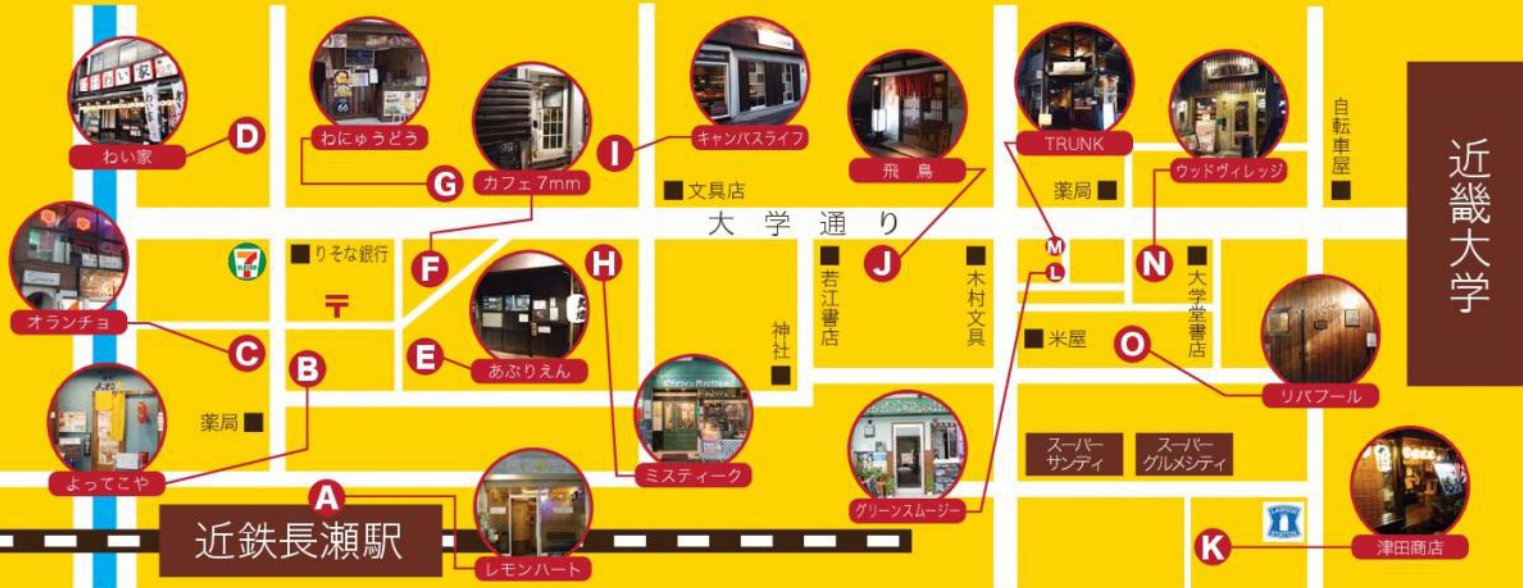 わい家
D
わにゅうどう
G
カフェ7mm
F
I
キャンパスライフ
文具店
飛鳥
J
TRUNK
M
薬局
ウッドヴィレッジ
N
自転車屋
近畿大学
大学通り
オランチョ
C
りそな銀行
〒
B
E
あぶりえん
H
神社
若江書店
木村文具
L
米屋
大学堂書店
O
リバプール
よってこや
薬局
A
近鉄長瀬駅
レモンハート
ミスティーク
グリーンスムージー
スーパー
サンディ
スーパー
グルメシティ
LAWSON
STATION
K
津田商店